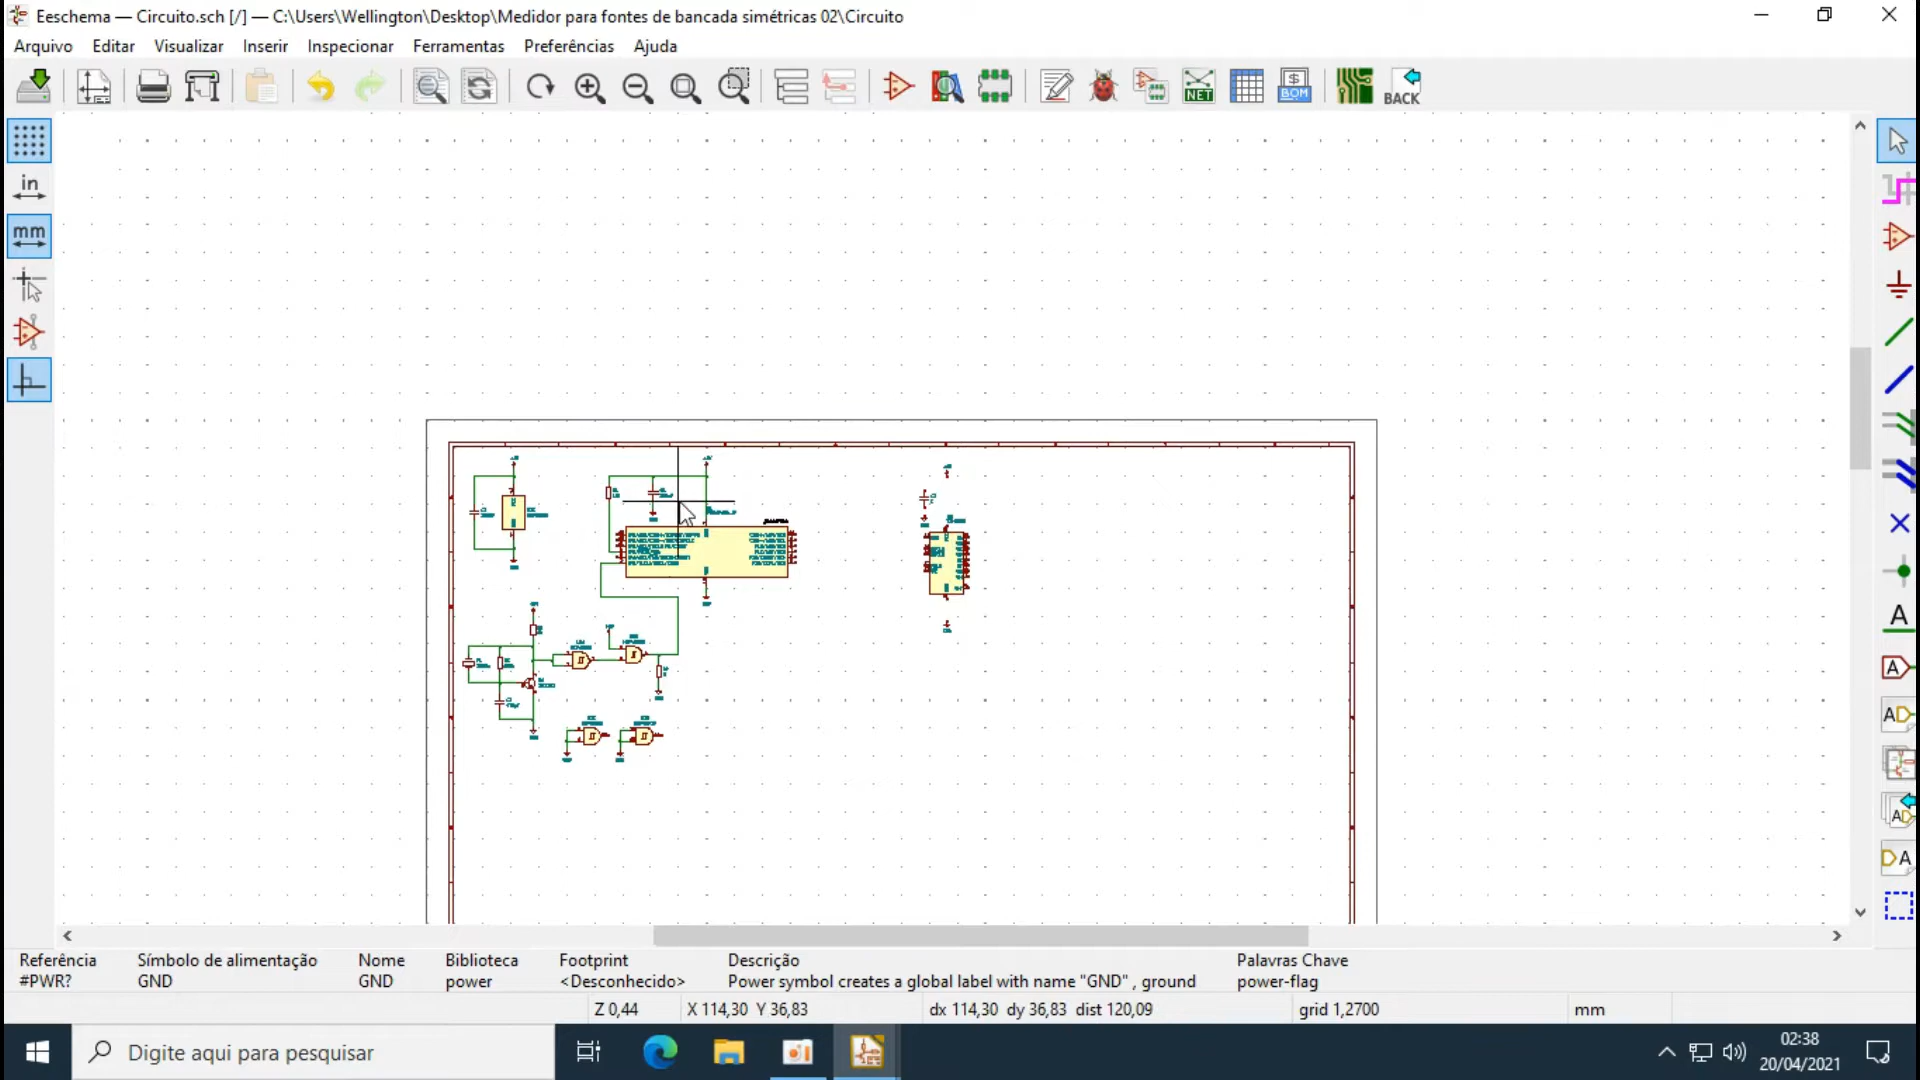 Eeschema — Circuito.sch [/] — C:\Users\Wellington\Desktop\Medidor para fontes de bancada simétricas 02\Circuito
Arquivo Editar Visualizar Inserir Inspecionar Ferramentas Preferências Ajuda
NET
$
BOM
BACK
in
mm
A
A
AD
AD
DA
Referência Símbolo de alimentação Nome Biblioteca Footprint Descrição Palavras Chave
#PWR? GND GND power <Desconhecido> Power symbol creates a global label with name "GND" , ground power-flag
Z 0,44 X 114,30 Y 36,83 dx 114,30 dy 36,83 dist 120,09 grid 1,2700 mm
Digite aqui para pesquisar
02:38
20/04/2021